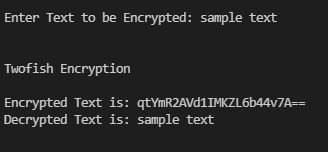 Enter Text to be Encrypted: sample text
Twofish Encryption
Encrypted Text is: qtYmR2AVd1IMKZL6b44v7A==
Decrypted Text is: sample text